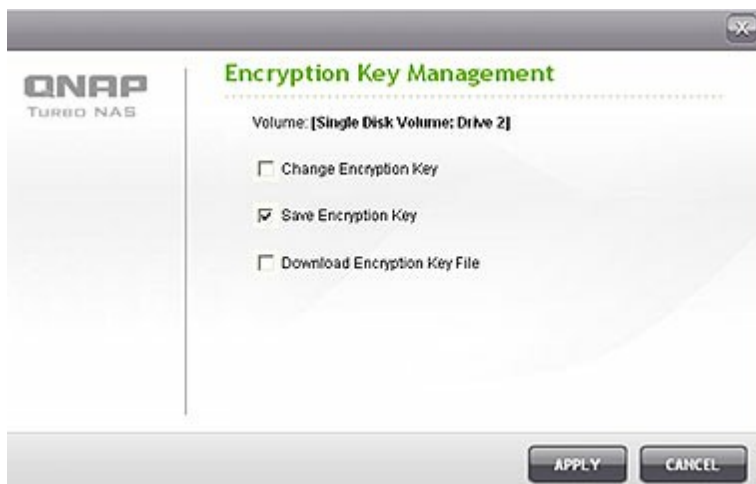 QNAP
TURBO NAS
Encryption Key Management
Volume: [Single Disk Volume: Drive 2]
Change Encryption Key
Save Encryption Key
Download Encryption Key File
APPLY
CANCEL